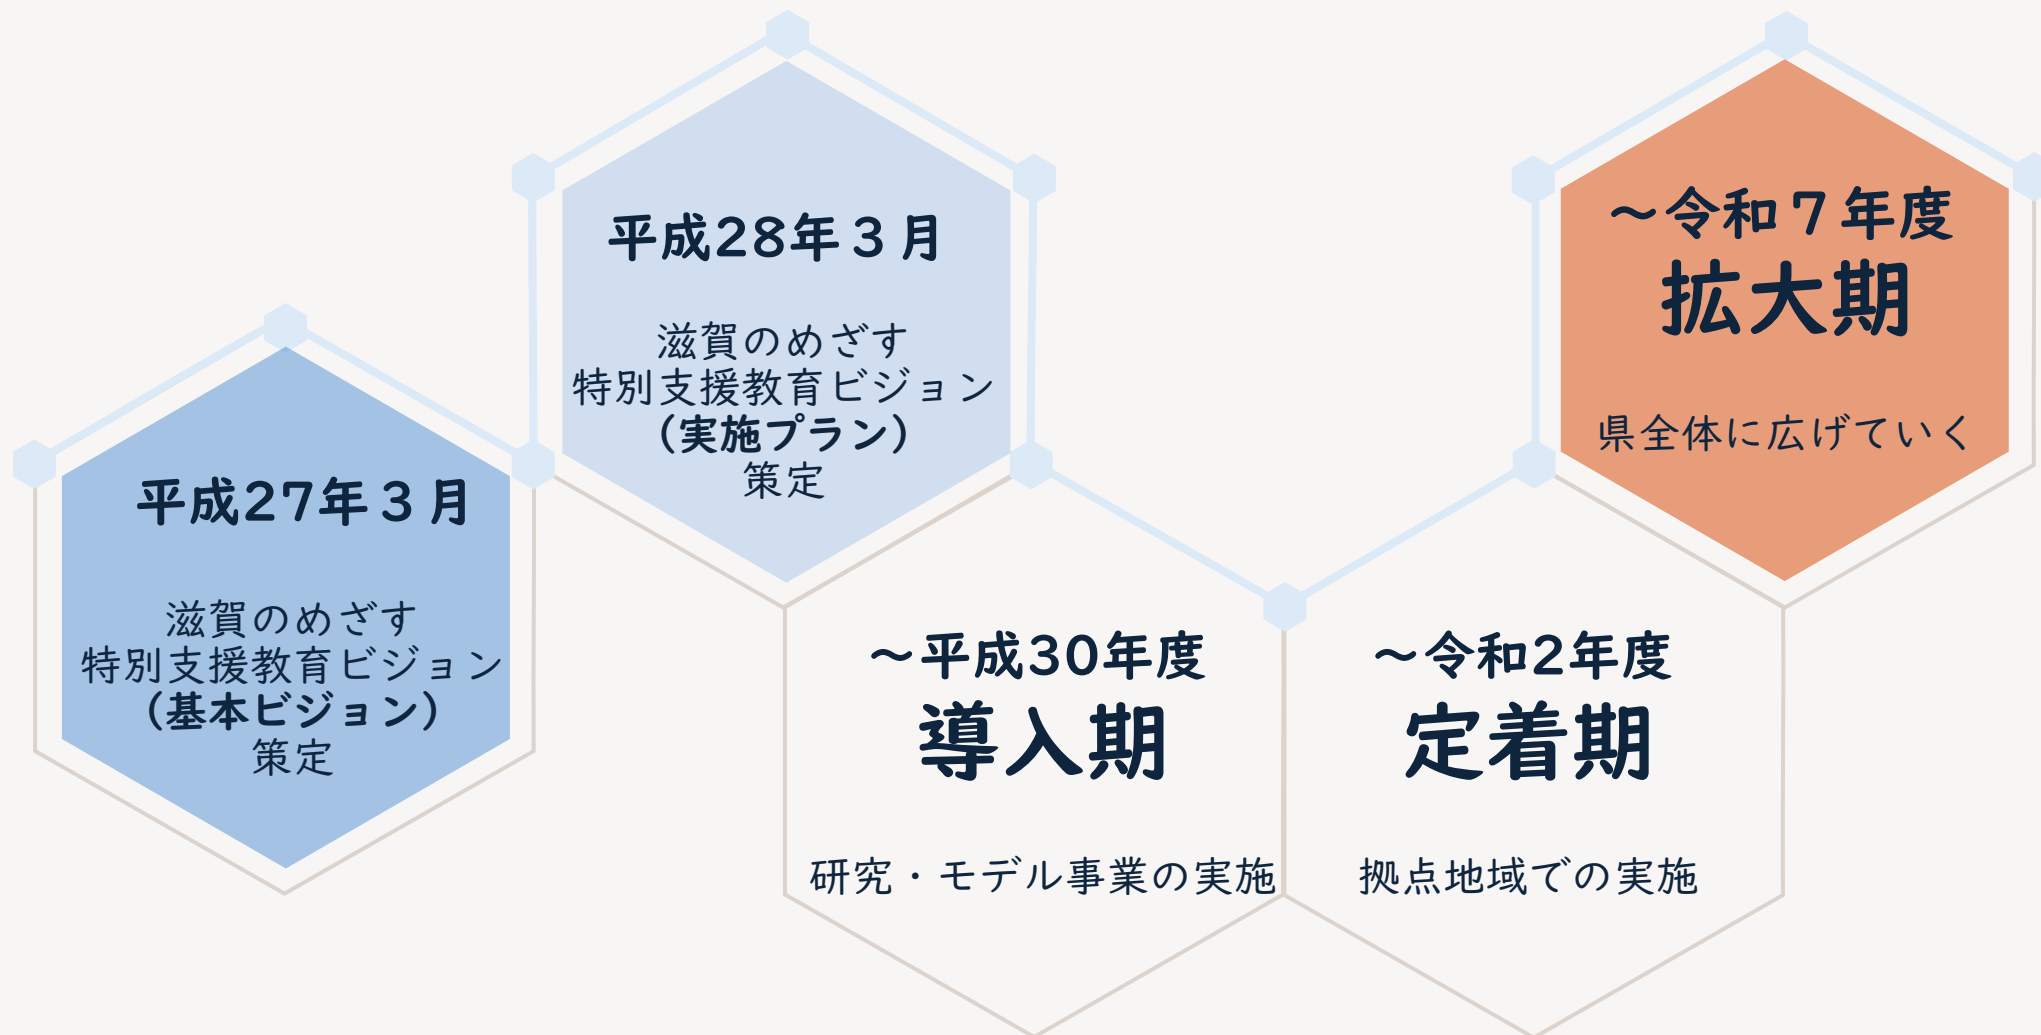 平成27年３月
滋賀のめざす
特別支援教育ビジョン
（基本ビジョン）
策定
平成28年３月
滋賀のめざす
特別支援教育ビジョン
（実施プラン）
策定
～平成30年度
導入期
研究・モデル事業の実施
～令和2年度
定着期
拠点地域での実施
～令和７年度
拡大期
県全体に広げていく